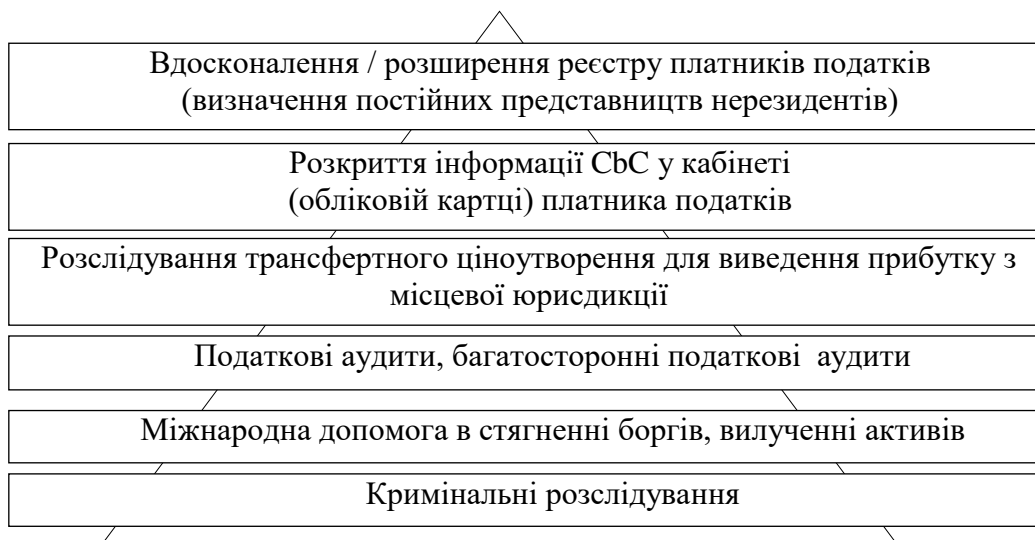 Вдосконалення / розширення реєстру платників податків
(визначення постійних представництв нерезидентів)
Розкриття інформації CbC у кабінеті
(обліковій картці) платника податків
Розслідування трансфертного ціноутворення для виведення прибутку з
місцевої юрисдикції
Податкові аудити, багатосторонні податкові аудити
Міжнародна допомога в стягненні боргів, вилученні активів
Кримінальні розслідування